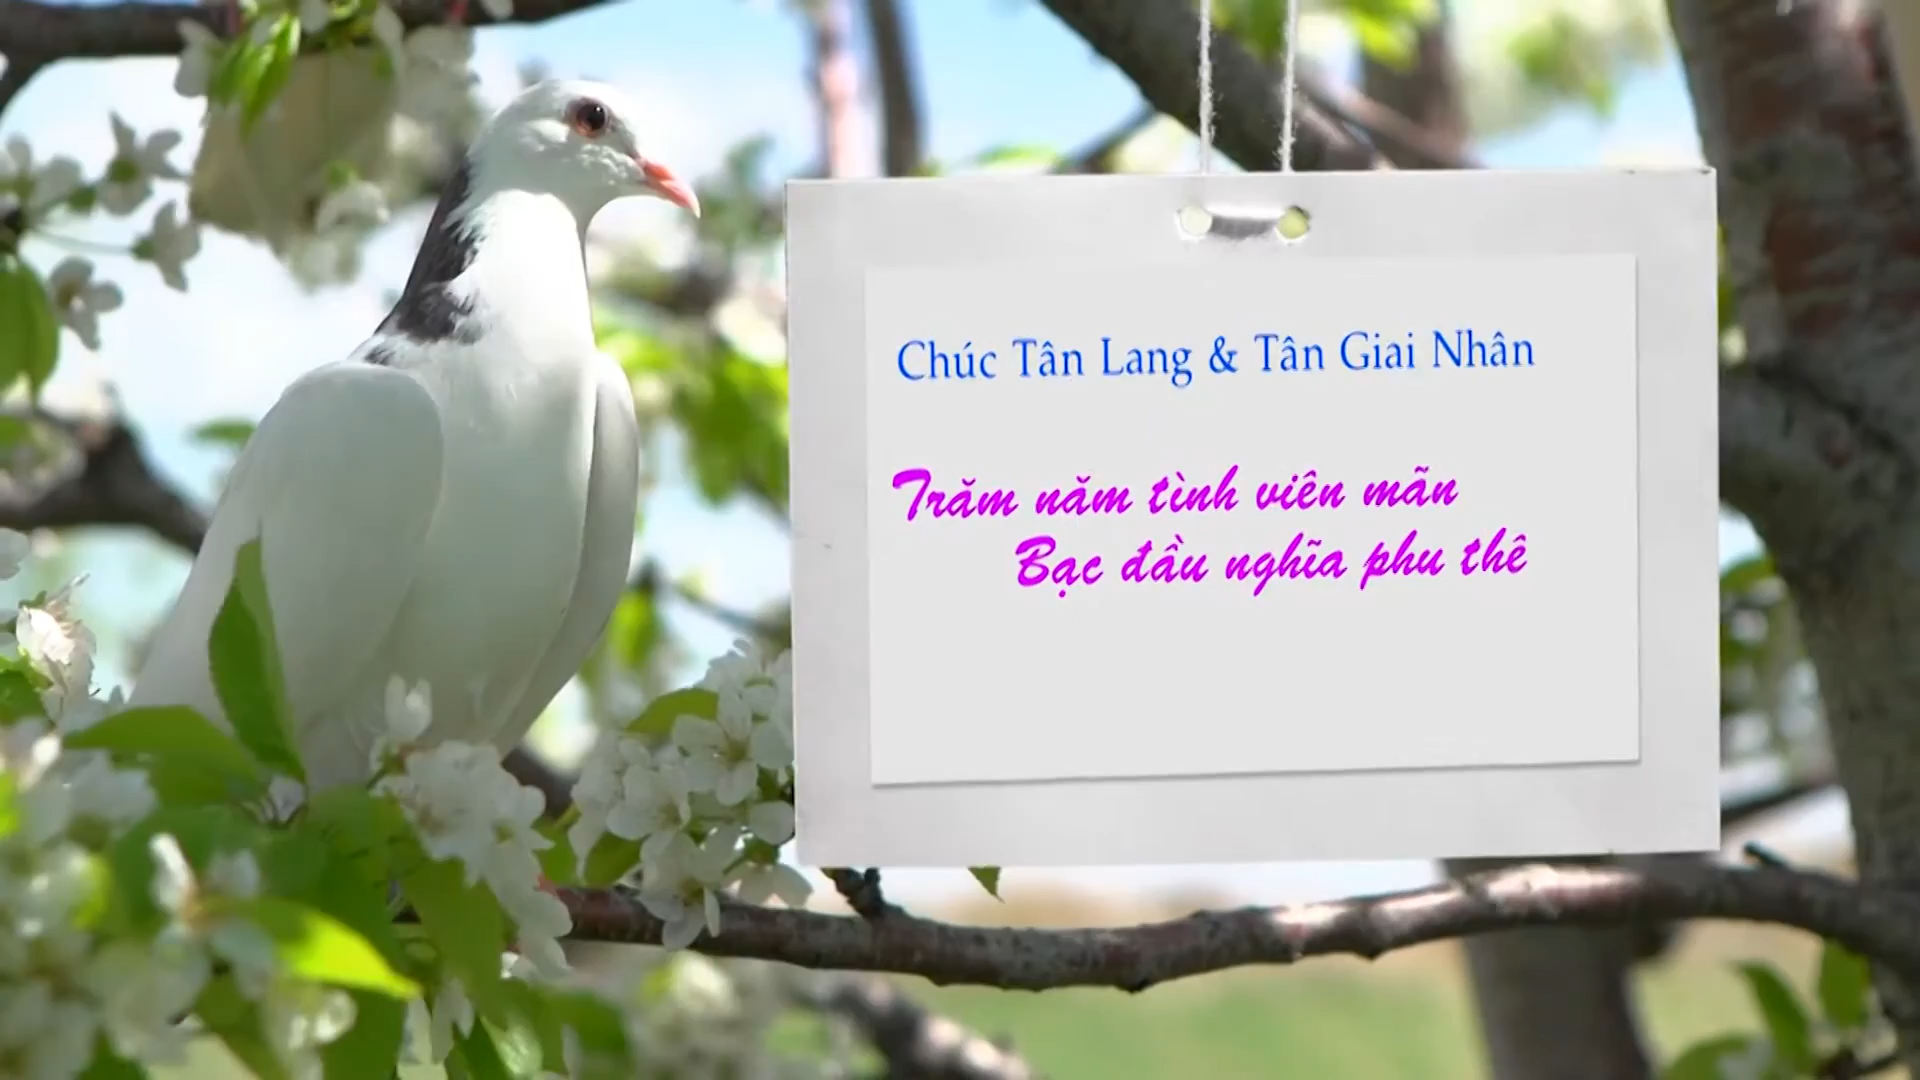 Chúc Tân Lang & Tân Giai Nhân
Trăm năm tình viên mãn
Bạc đầu nghĩa phu thê